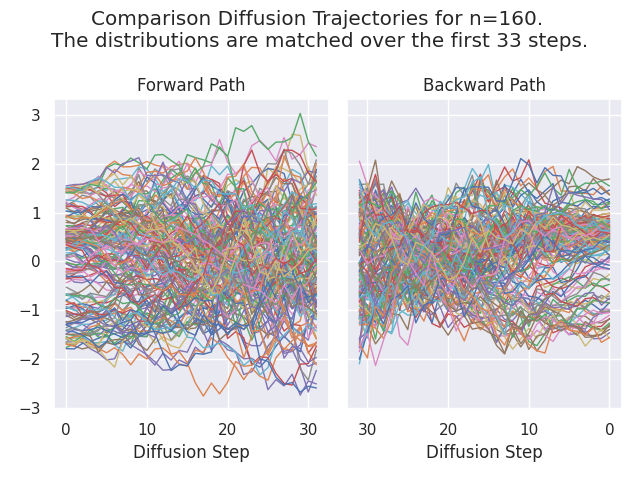 Comparison Diffusion Trajectories for n=160.
The distributions are matched over the first 33 steps.
Forward Path
Backward Path
3
2
1
0
−1
−2
−3
0 10 20 30
30 20 10 0
Diffusion Step
Diffusion Step